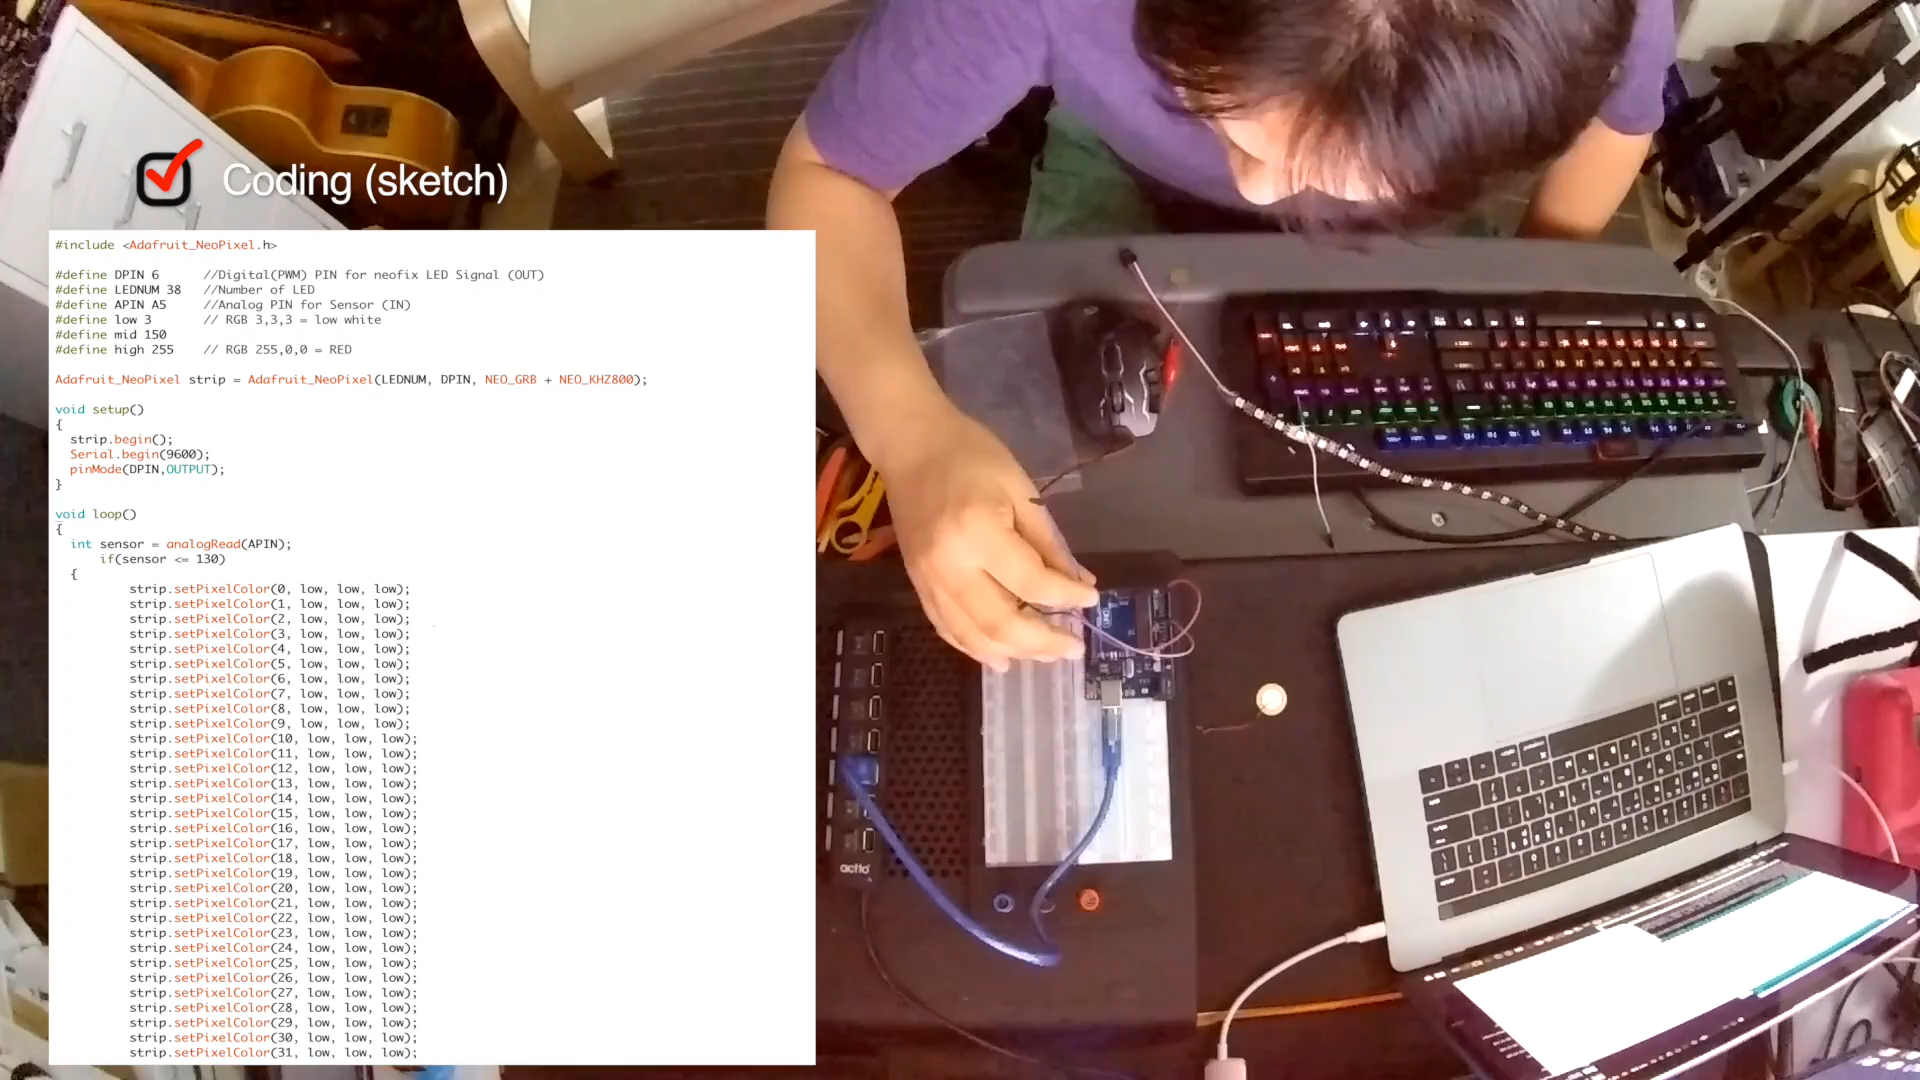 Coding (sketch)
#include <Adafruit_NeoPixel.h>
#define DPIN 6 //Digital(PWM) PIN for neofix LED Signal (OUT)
#define LEDNUM 38 //Number of LED
#define APIN A5 //Analog PIN for Sensor (IN)
#define low 3 // RGB 3,3,3 = low white
#define mid 150
#define high 255 // RGB 255,0,0 = RED
Adafruit_NeoPixel strip = Adafruit_NeoPixel(LEDNUM, DPIN, NEO_GRB + NEO_KHZ800);
void setup()
{
strip.begin();
Serial.begin(9600);
pinMode(DPIN,OUTPUT);
}
void loop()
{
int sensor = analogRead(APIN);
if(sensor <= 130)
{
strip.setPixelColor(0, low, low, low);
strip.setPixelColor(1, low, low, low);
strip.setPixelColor(2, low, low, low);
strip.setPixelColor(3, low, low, low);
strip.setPixelColor(4, low, low, low);
strip.setPixelColor(5, low, low, low);
strip.setPixelColor(6, low, low, low);
strip.setPixelColor(7, low, low, low);
strip.setPixelColor(8, low, low, low);
strip.setPixelColor(9, low, low, low);
strip.setPixelColor(10, low, low, low);
strip.setPixelColor(11, low, low, low);
strip.setPixelColor(12, low, low, low);
strip.setPixelColor(13, low, low, low);
strip.setPixelColor(14, low, low, low);
strip.setPixelColor(15, low, low, low);
strip.setPixelColor(16, low, low, low);
strip.setPixelColor(17, low, low, low);
strip.setPixelColor(18, low, low, low);
strip.setPixelColor(19, low, low, low);
strip.setPixelColor(20, low, low, low);
strip.setPixelColor(21, low, low, low);
strip.setPixelColor(22, low, low, low);
strip.setPixelColor(23, low, low, low);
strip.setPixelColor(24, low, low, low);
strip.setPixelColor(25, low, low, low);
strip.setPixelColor(26, low, low, low);
strip.setPixelColor(27, low, low, low);
strip.setPixelColor(28, low, low, low);
strip.setPixelColor(29, low, low, low);
strip.setPixelColor(30, low, low, low);
strip.setPixelColor(31, low, low, low);
actto